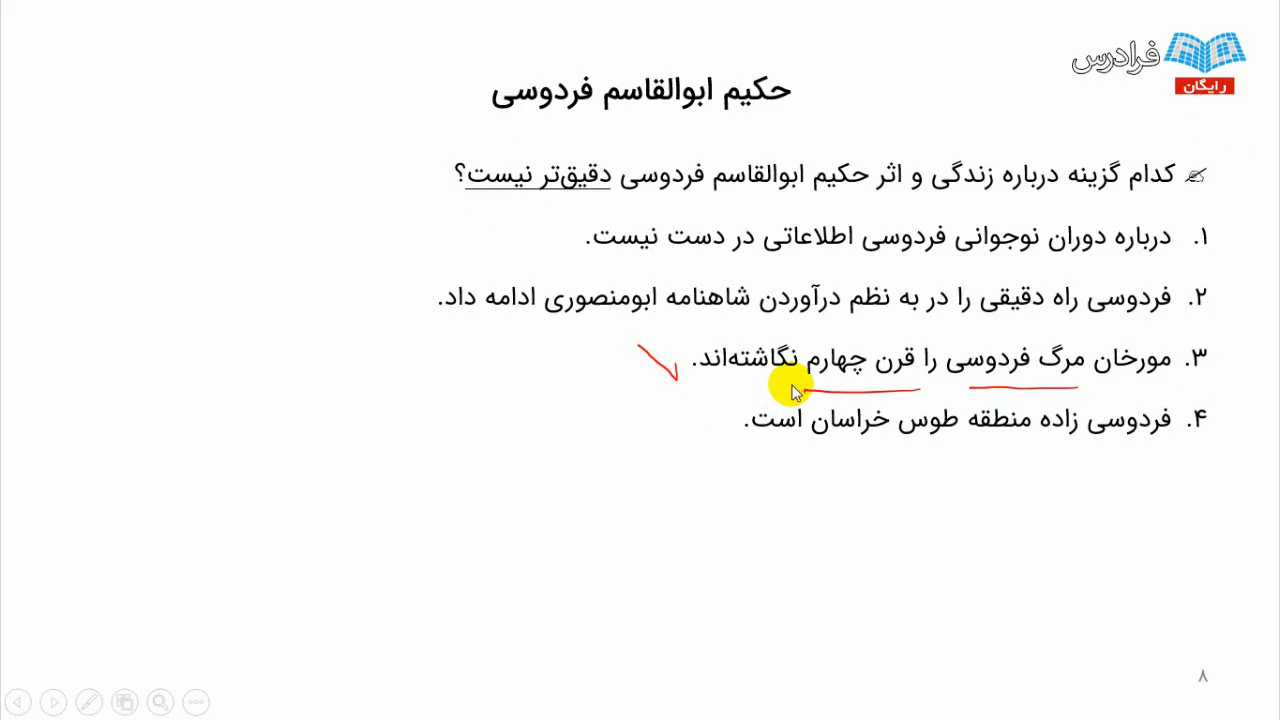 فرادرس
رایگان
حکیم ابوالقاسم فردوسی
کدام گزینه درباره زندگی و اثر حکیم ابوالقاسم فردوسی دقیق‌تر نیست؟
۱. درباره دوران نوجوانی فردوسی اطلاعاتی در دست نیست.
۲. فردوسی راه دقیقی را در به نظم درآوردن شاهنامه ابومنصوری ادامه داد.
۳. مورخان مرگ فردوسی را قرن چهارم نگاشته‌اند.
۴. فردوسی زاده منطقه طوس خراسان است.
۸